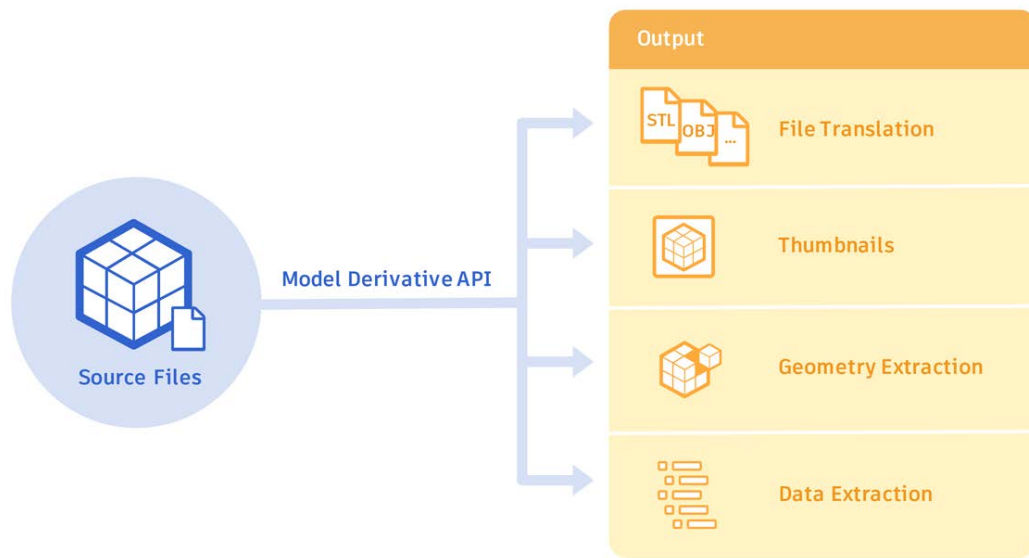 Output
STL
OBJ
...
File Translation
Thumbnails
Model Derivative API
Source Files
Geometry Extraction
Data Extraction